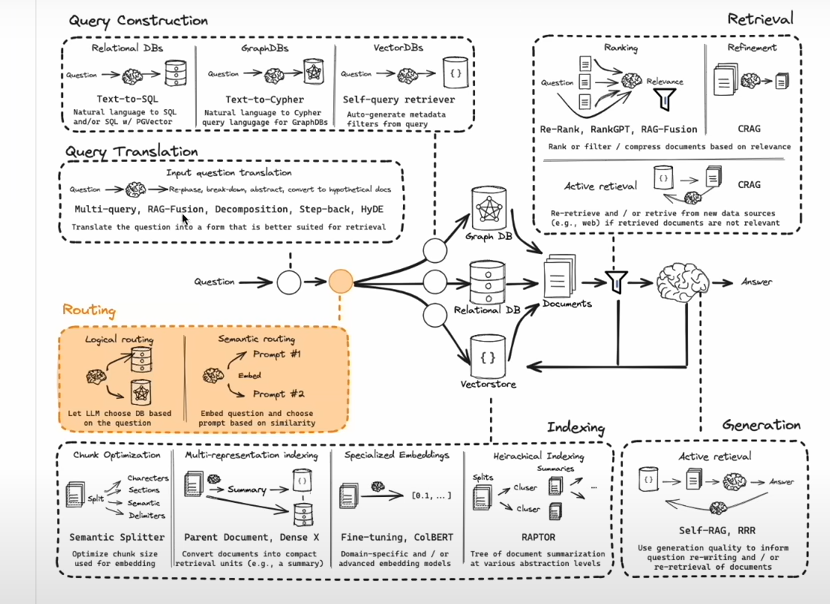 Query Construction
Relational DBs
Question
Text-to-SQL
Natural language to SQL
and/or SQL w/ PGVector
GraphDBs
Question
Text-to-Cypher
Natural language to Cypher
query langugage for GraphDBs
VectorDBs
Question
{ }
Self-query retriever
Auto-generate metadata
filters from query
Retrieval
Ranking
Question
Relevance
Re-Rank, RankGPT, RAG-Fusion
Refinement
CRAG
Rank or filter / compress documents based on relevance
Active retrieval
{ }
CRAG
Re-retrieve and / or retrive from new data sources
(e.g., web) if retrieved documents are not relevant
Query Translation
Input question translation
Question
Re-phase, break-down, abstract, convert to hypothetical docs
Multi-query, RAG-Fusion, Decomposition, Step-back, HyDE
Translate the question into a form that is better suited for retrieval
Question
Graph DB
Relational DB
{ }
Vectorstore
Documents
Answer
Routing
Logical routing
Let LLM choose DB based
on the question
Semantic routing
Prompt #1
Embed
Prompt #2
Embed question and choose
prompt based on similarity
Indexing
Chunk Optimization
Split
Charecters
Sections
Semantic
Delimiters
Semantic Splitter
Optimize chunk size
used for embedding
Multi-representation indexing
Summary
{ }
Parent Document, Dense X
Convert documents into compact
retrieval units (e.g., a summary)
Specialized Embeddings
[0.1, ...]
Fine-tuning, ColBERT
Domain-specific and / or
advanced embedding models
Heirachical Indexing
Summaries
Splits
Cluser
Cluser
...
RAPTOR
Tree of document summarization
at various abstraction levels
Generation
Active retrieval
{ }
Answer
Self-RAG, RRR
Use generation quality to inform
question re-writing and / or
re-retrieval of documents